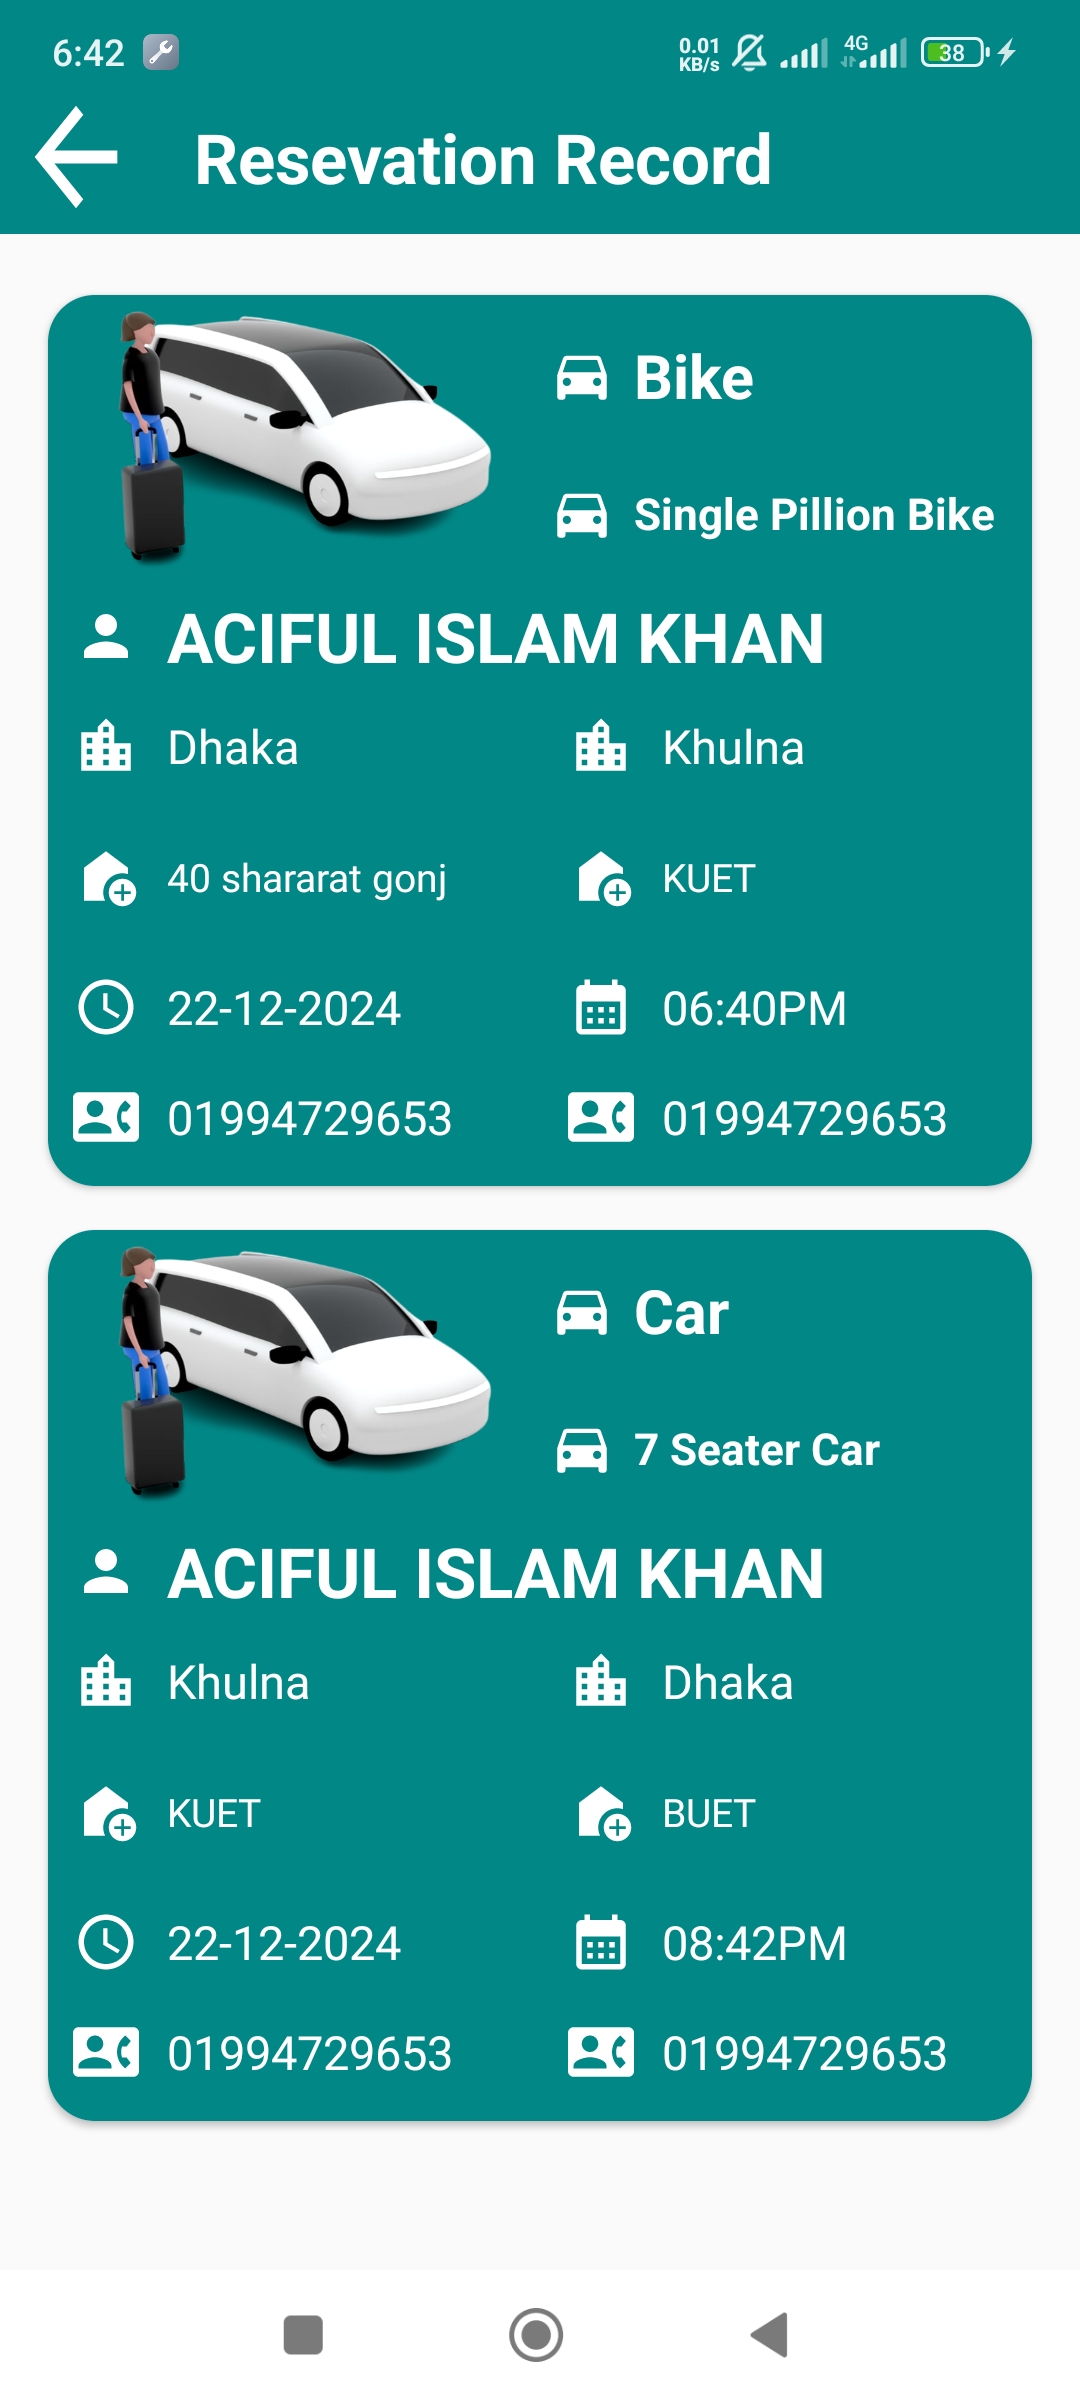 6:42
0.01
KB/s
4G
38
Resevation Record
Bike
Single Pillion Bike
ACIFUL ISLAM KHAN
Dhaka
Khulna
40 shararat gonj
KUET
22-12-2024
06:40PM
01994729653
01994729653
Car
7 Seater Car
ACIFUL ISLAM KHAN
Khulna
Dhaka
KUET
BUET
22-12-2024
08:42PM
01994729653
01994729653